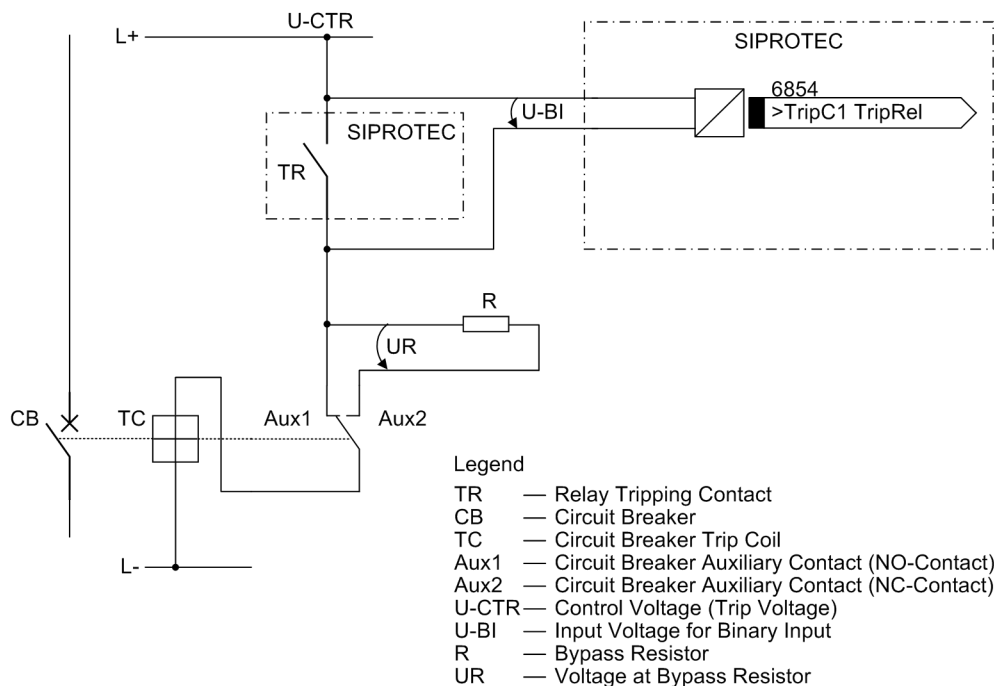 U-CTR
L+
SIPROTEC
6854
>TripC1 TripRel
U-BI
SIPROTEC
TR
R
UR
CB
TC
Aux1
Aux2
L-
Legend
TR — Relay Tripping Contact
CB — Circuit Breaker
TC — Circuit Breaker Trip Coil
Aux1 — Circuit Breaker Auxiliary Contact (NO-Contact)
Aux2 — Circuit Breaker Auxiliary Contact (NC-Contact)
U-CTR — Control Voltage (Trip Voltage)
U-BI — Input Voltage for Binary Input
R — Bypass Resistor
UR — Voltage at Bypass Resistor